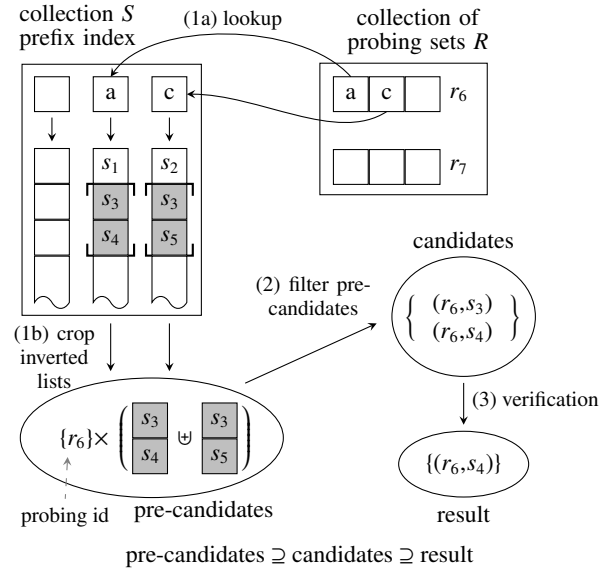 collection S
prefix index
(1a) lookup
collection
of probing sets R
a
c
a
c
r6
s1
s2
r7
s3
s3
s4
s5
candidates
(2) filter pre-
candidates
{ (r6,s3)
(r6,s4) }
(1b) crop
inverted
lists
(3) verification
{r6}× ( s3 ⊎ s3
s4 s5 )
{(r6,s4)}
probing id
pre-candidates
result
pre-candidates ⊇ candidates ⊇ result